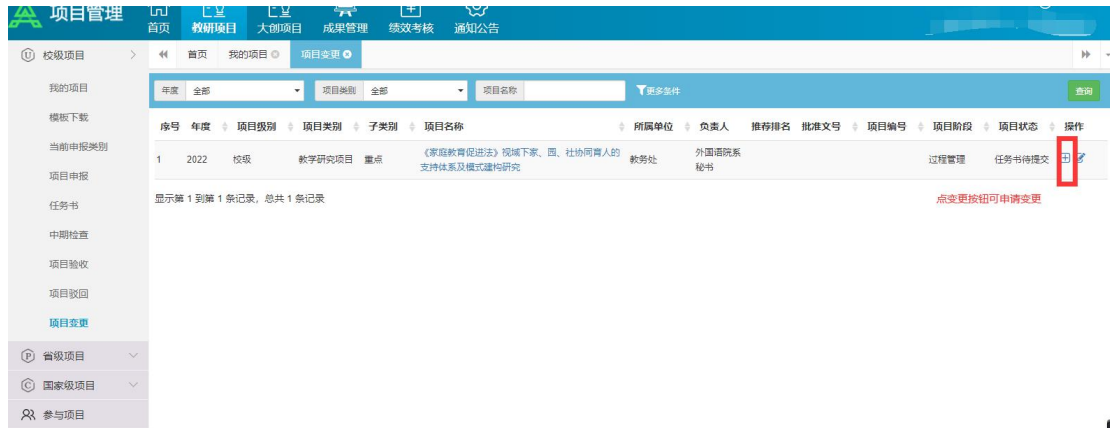 项目管理
首页 教研项目 大创项目 成果管理 绩效考核 通知公告
校级项目 首页 我的项目 项目变更
我的项目
年度 全部 项目类别 全部 项目名称 更多条件 查询
模板下载
序号 年度 项目级别 项目类别 子类别 项目名称 所属单位 负责人 推荐排名 批准文号 项目编号 项目阶段 项目状态 操作
当前申报类别
1 2022 校级 教学研究项目 重点 《家庭教育促进法》视域下家、园、社协同育人的支持体系及模式建构研究 教务处 外国语院系秘书 过程管理 任务书待提交
项目申报
显示第 1 到第 1 条记录，总共 1 条记录 点变更按钮可申请变更
任务书
中期检查
项目验收
项目驳回
项目变更
省级项目
国家级项目
参与项目